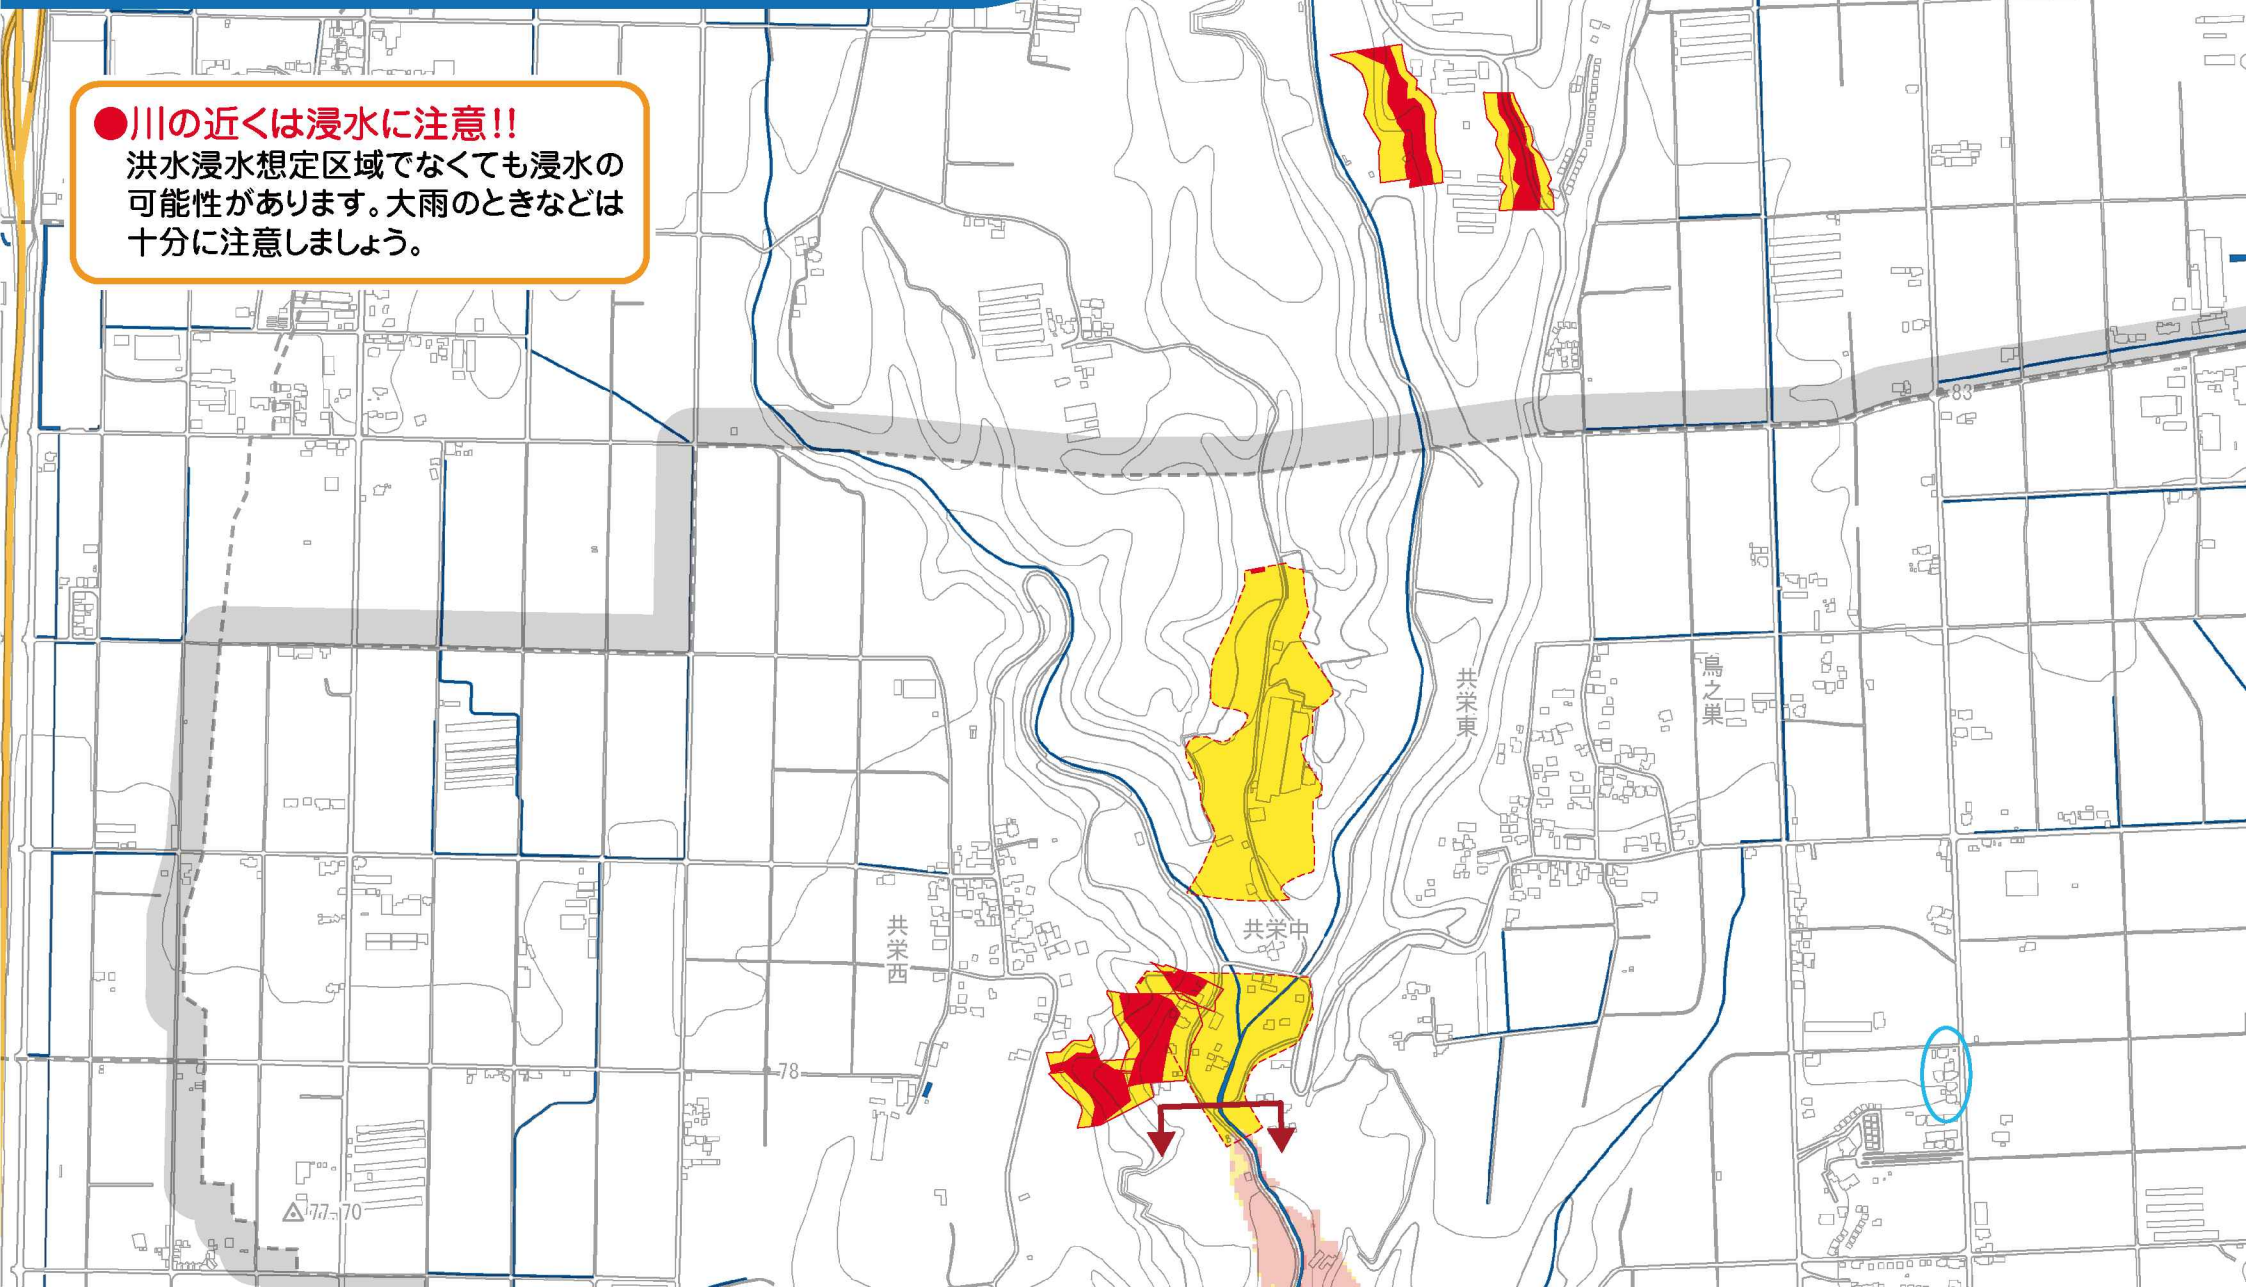 ●川の近くは浸水に注意!!
洪水浸水想定区域でなくても浸水の
可能性があります。大雨のときなどは
十分に注意しましょう。
83
共栄東
鳥之巣
共栄中
共栄西
78
77.70